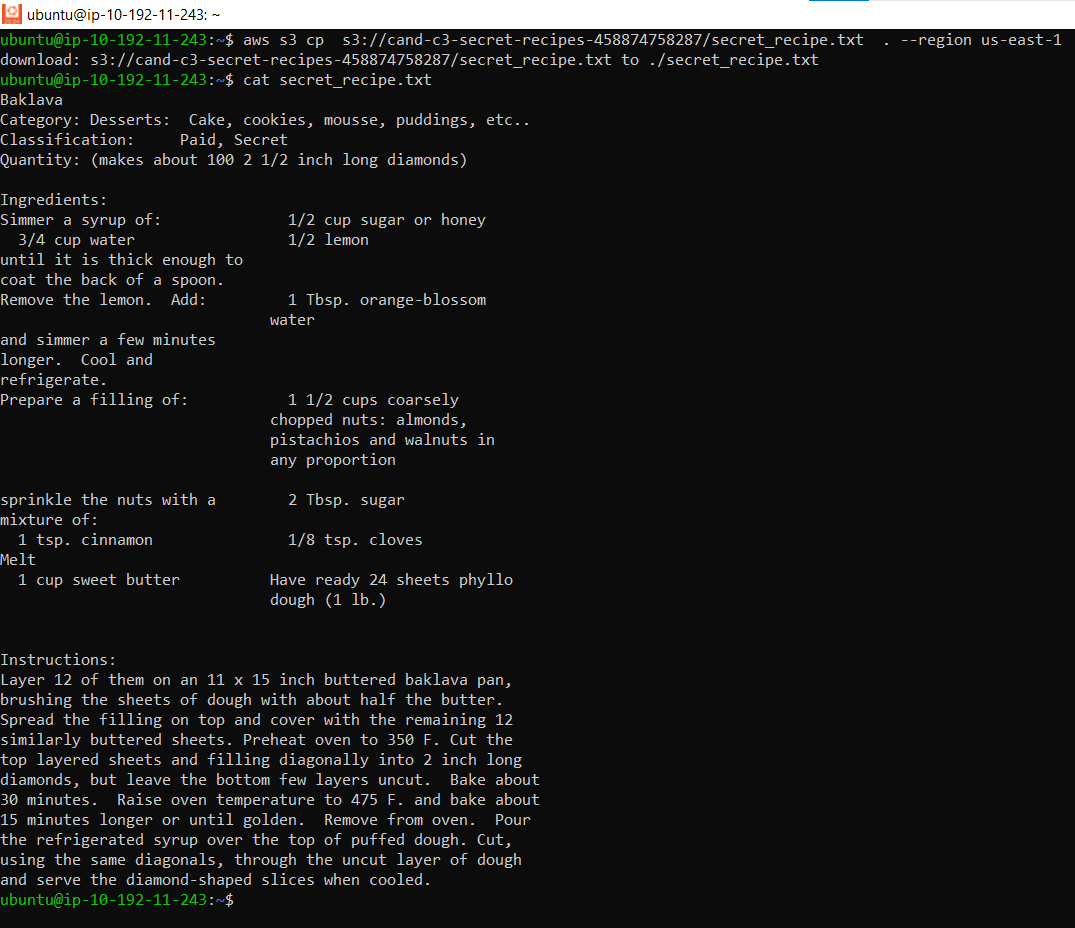 ubuntu@ip-10-192-11-243: ~
ubuntu@ip-10-192-11-243:~$ aws s3 cp  s3://cand-c3-secret-recipes-458874758287/secret_recipe.txt  . --region us-east-1
download: s3://cand-c3-secret-recipes-458874758287/secret_recipe.txt to ./secret_recipe.txt
ubuntu@ip-10-192-11-243:~$ cat secret_recipe.txt
Baklava
Category: Desserts:  Cake, cookies, mousse, puddings, etc..
Classification:     Paid, Secret
Quantity: (makes about 100 2 1/2 inch long diamonds)

Ingredients:
Simmer a syrup of:              1/2 cup sugar or honey
  3/4 cup water                 1/2 lemon
until it is thick enough to
coat the back of a spoon.
Remove the lemon.  Add:         1 Tbsp. orange-blossom
                              water
and simmer a few minutes
longer.  Cool and
refrigerate.
Prepare a filling of:           1 1/2 cups coarsely
                              chopped nuts: almonds,
                              pistachios and walnuts in
                              any proportion

sprinkle the nuts with a        2 Tbsp. sugar
mixture of:
  1 tsp. cinnamon               1/8 tsp. cloves
Melt
  1 cup sweet butter          Have ready 24 sheets phyllo
                              dough (1 lb.)


Instructions:
Layer 12 of them on an 11 x 15 inch buttered baklava pan,
brushing the sheets of dough with about half the butter.
Spread the filling on top and cover with the remaining 12
similarly buttered sheets. Preheat oven to 350 F. Cut the
top layered sheets and filling diagonally into 2 inch long
diamonds, but leave the bottom few layers uncut.  Bake about
30 minutes.  Raise oven temperature to 475 F. and bake about
15 minutes longer or until golden.  Remove from oven.  Pour
the refrigerated syrup over the top of puffed dough. Cut,
using the same diagonals, through the uncut layer of dough
and serve the diamond-shaped slices when cooled.
ubuntu@ip-10-192-11-243:~$